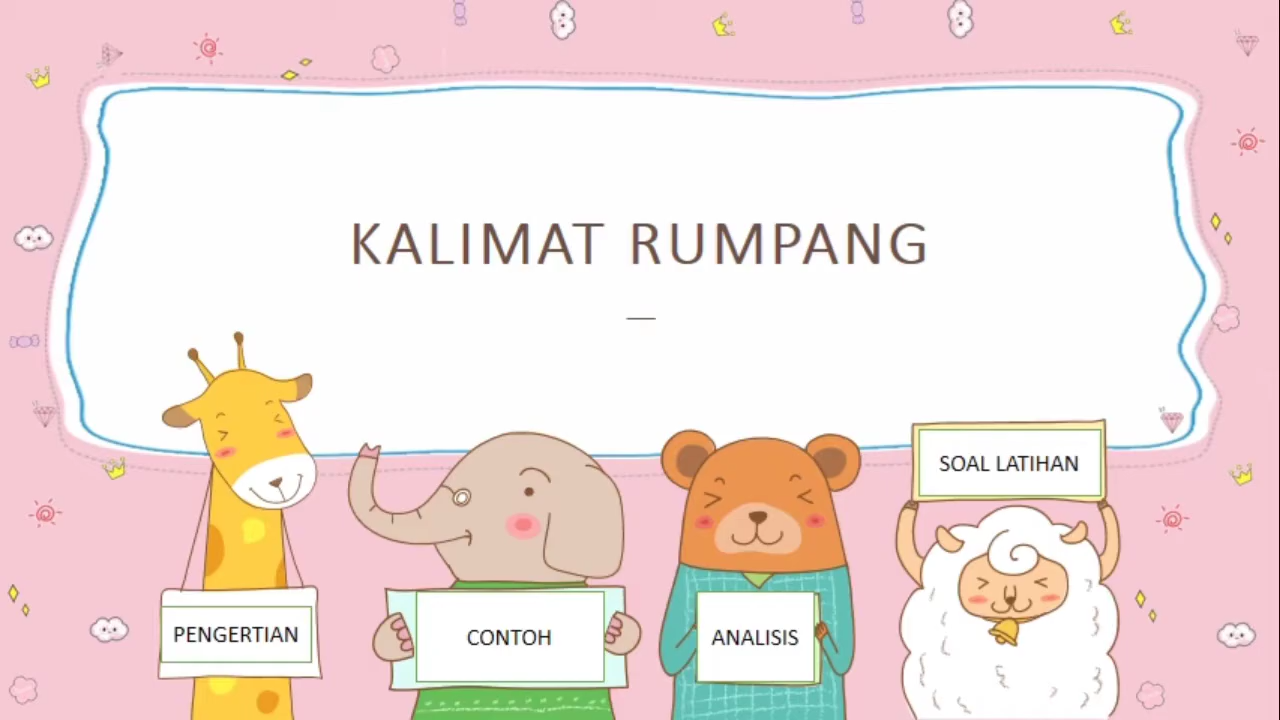 KALIMAT RUMPANG
SOAL LATIHAN
PENGERTIAN
CONTOH
ANALISIS